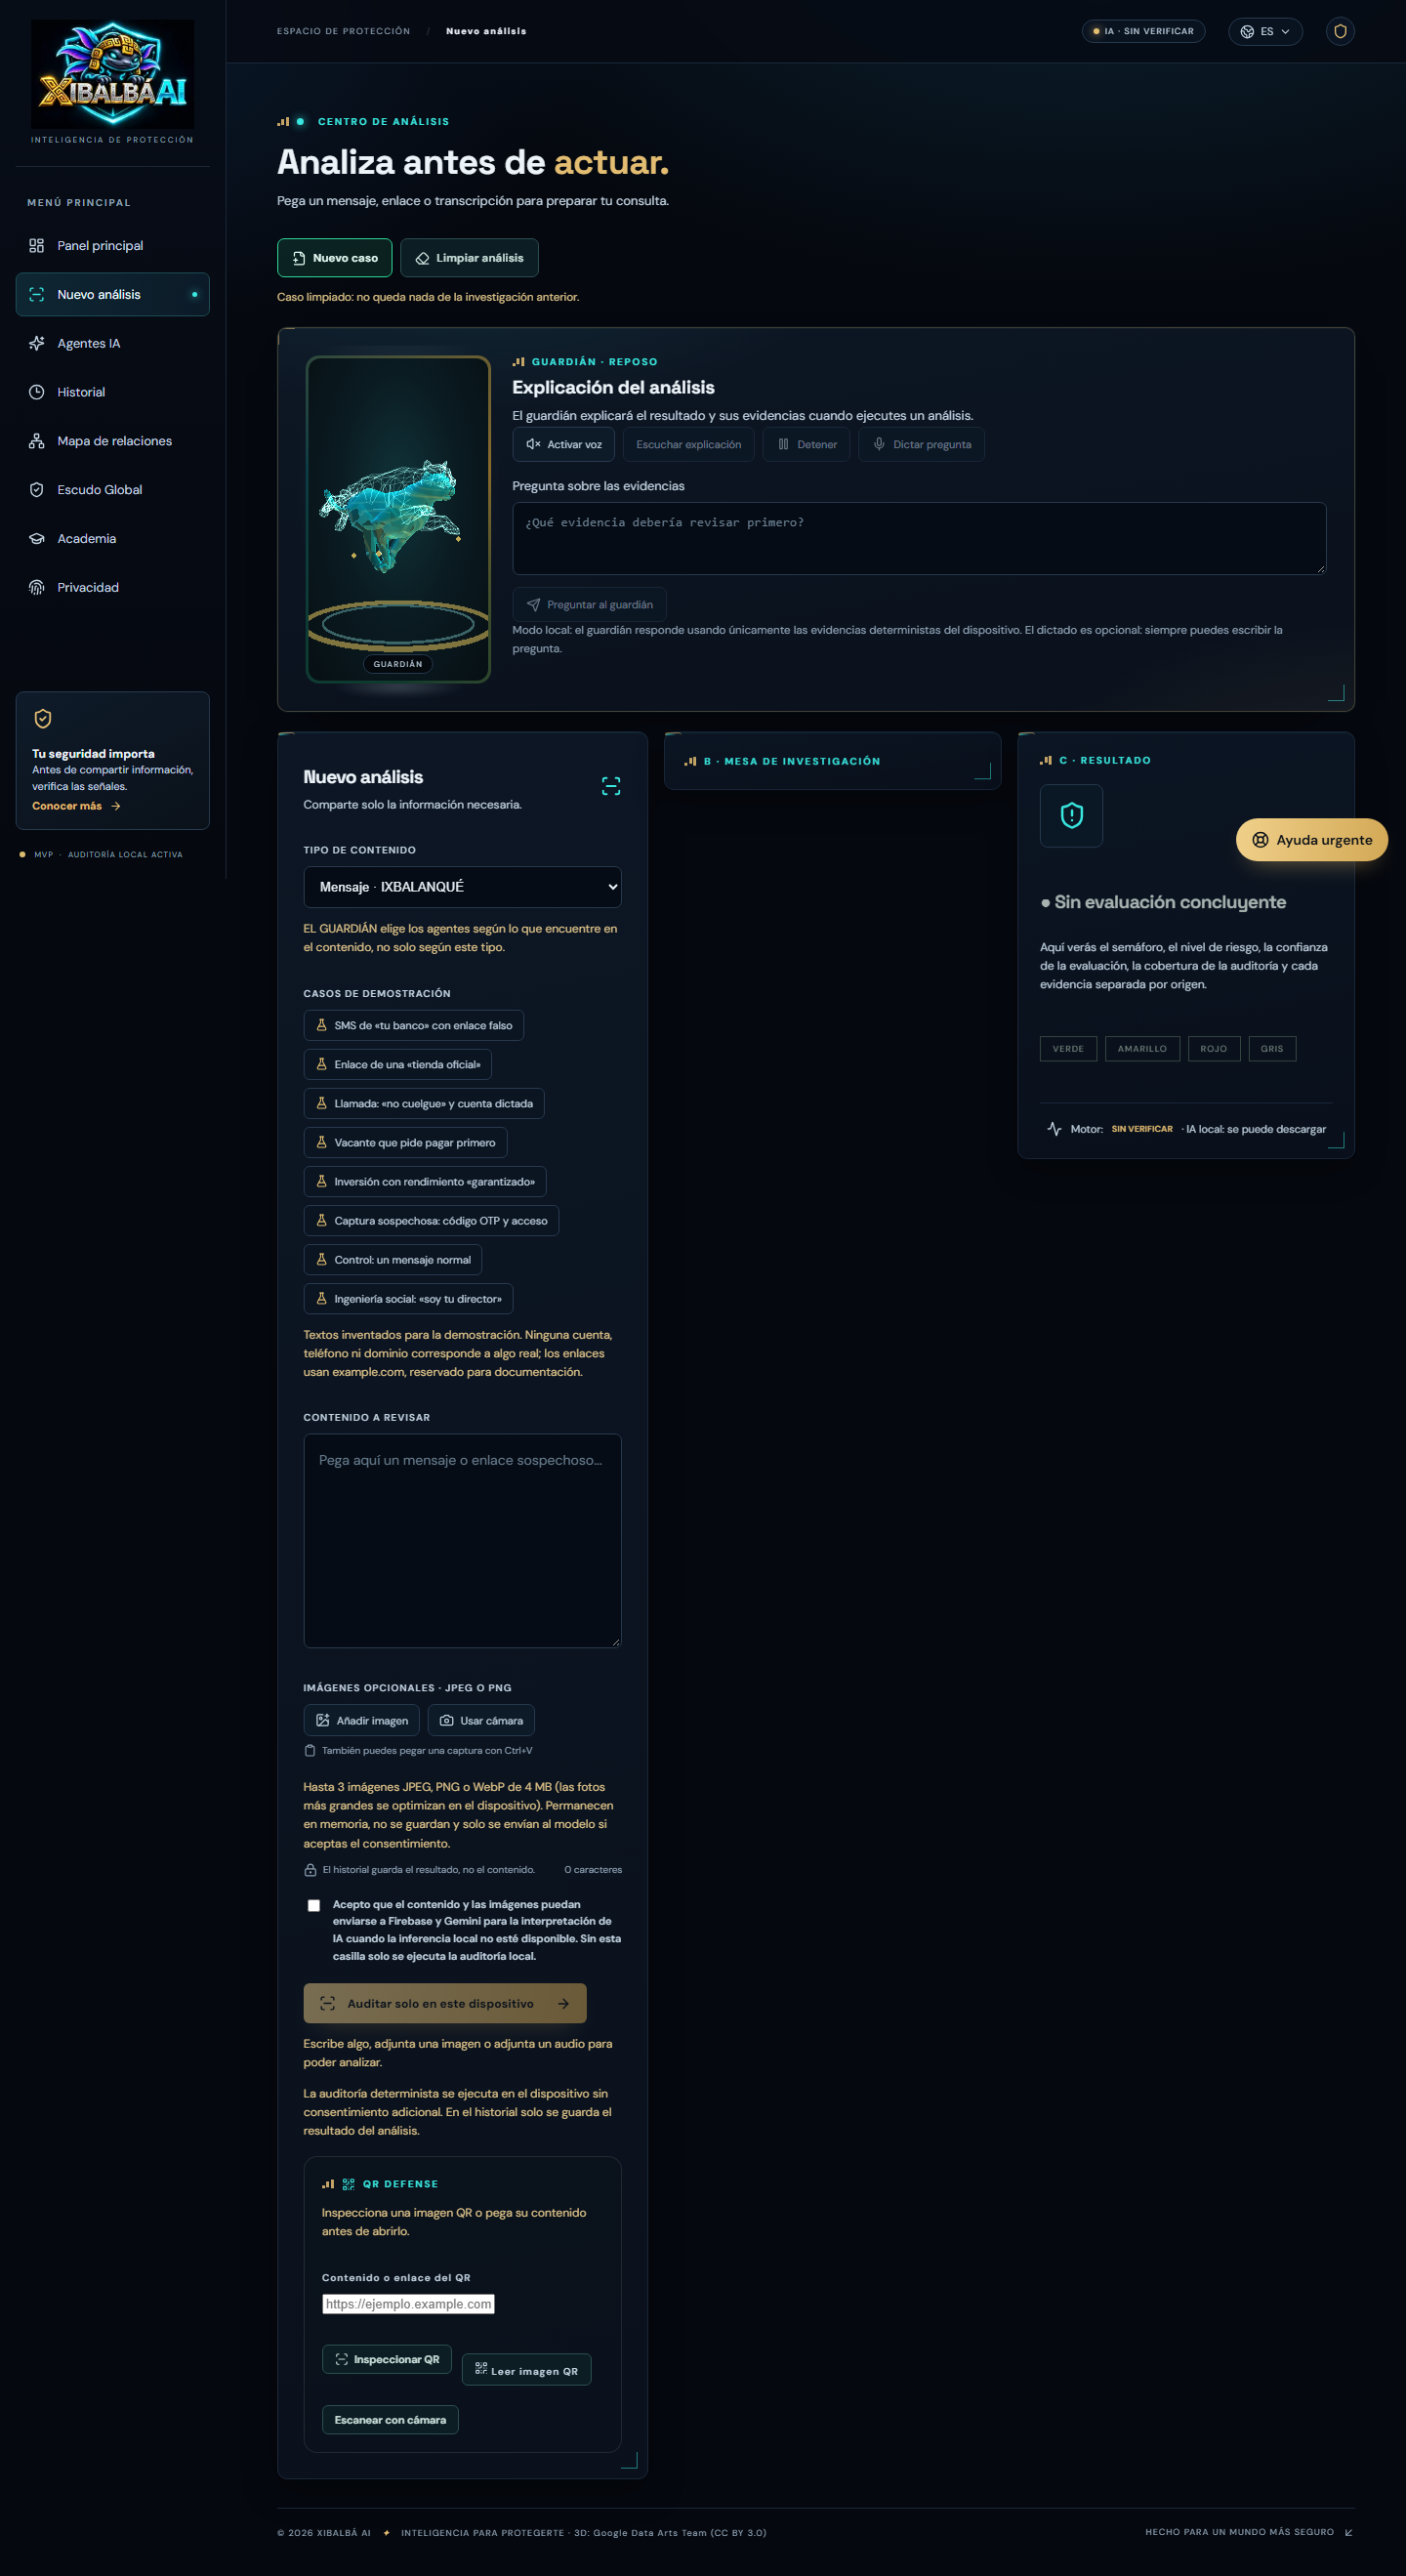 XIBALBÁ AI
INTELIGENCIA DE PROTECCIÓN
MENÚ PRINCIPAL
Panel principal
Nuevo análisis
Agentes IA
Historial
Mapa de relaciones
Escudo Global
Academia
Privacidad
Tu seguridad importa
Antes de compartir información,
verifica las señales.
Conocer más
MVP · AUDITORÍA LOCAL ACTIVA
ESPACIO DE PROTECCIÓN / Nuevo análisis
IA · SIN VERIFICAR
ES
CENTRO DE ANÁLISIS
Analiza antes de actuar.
Pega un mensaje, enlace o transcripción para preparar tu consulta.
Nuevo caso
Limpiar análisis
Caso limpiado: no queda nada de la investigación anterior.
GUARDIÁN
GUARDIÁN · REPOSO
Explicación del análisis
El guardián explicará el resultado y sus evidencias cuando ejecutes un análisis.
Activar voz
Escuchar explicación
Detener
Dictar pregunta
Pregunta sobre las evidencias
¿Qué evidencia debería revisar primero?
Preguntar al guardián
Modo local: el guardián responde usando únicamente las evidencias deterministas del dispositivo. El dictado es opcional: siempre puedes escribir la
pregunta.
Nuevo análisis
Comparte solo la información necesaria.
TIPO DE CONTENIDO
Mensaje · IXBALANQUÉ
EL GUARDIÁN elige los agentes según lo que encuentre en
el contenido, no solo según este tipo.
CASOS DE DEMOSTRACIÓN
SMS de «tu banco» con enlace falso
Enlace de una «tienda oficial»
Llamada: «no cuelgue» y cuenta dictada
Vacante que pide pagar primero
Inversión con rendimiento «garantizado»
Captura sospechosa: código OTP y acceso
Control: un mensaje normal
Ingeniería social: «soy tu director»
Textos inventados para la demostración. Ninguna cuenta,
teléfono ni dominio corresponde a algo real; los enlaces
usan example.com, reservado para documentación.
CONTENIDO A REVISAR
Pega aquí un mensaje o enlace sospechoso...
IMÁGENES OPCIONALES · JPEG O PNG
Añadir imagen
Usar cámara
También puedes pegar una captura con Ctrl+V
Hasta 3 imágenes JPEG, PNG o WebP de 4 MB (las fotos
más grandes se optimizan en el dispositivo). Permanecen
en memoria, no se guardan y solo se envían al modelo si
aceptas el consentimiento.
El historial guarda el resultado, no el contenido.
0 caracteres
Acepto que el contenido y las imágenes puedan
enviarse a Firebase y Gemini para la interpretación de
IA cuando la inferencia local no esté disponible. Sin esta
casilla solo se ejecuta la auditoría local.
Auditar solo en este dispositivo
Escribe algo, adjunta una imagen o adjunta un audio para
poder analizar.
La auditoría determinista se ejecuta en el dispositivo sin
consentimiento adicional. En el historial solo se guarda el
resultado del análisis.
QR DEFENSE
Inspecciona una imagen QR o pega su contenido
antes de abrirlo.
Contenido o enlace del QR
https://ejemplo.example.com
Inspeccionar QR
Leer imagen QR
Escanear con cámara
B · MESA DE INVESTIGACIÓN
C · RESULTADO
Ayuda urgente
Sin evaluación concluyente
Aquí verás el semáforo, el nivel de riesgo, la confianza
de la evaluación, la cobertura de la auditoría y cada
evidencia separada por origen.
VERDE
AMARILLO
ROJO
GRIS
Motor: SIN VERIFICAR · IA local: se puede descargar
© 2026 XIBALBÁ AI
INTELIGENCIA PARA PROTEGERTE · 3D: Google Data Arts Team (CC BY 3.0)
HECHO PARA UN MUNDO MÁS SEGURO